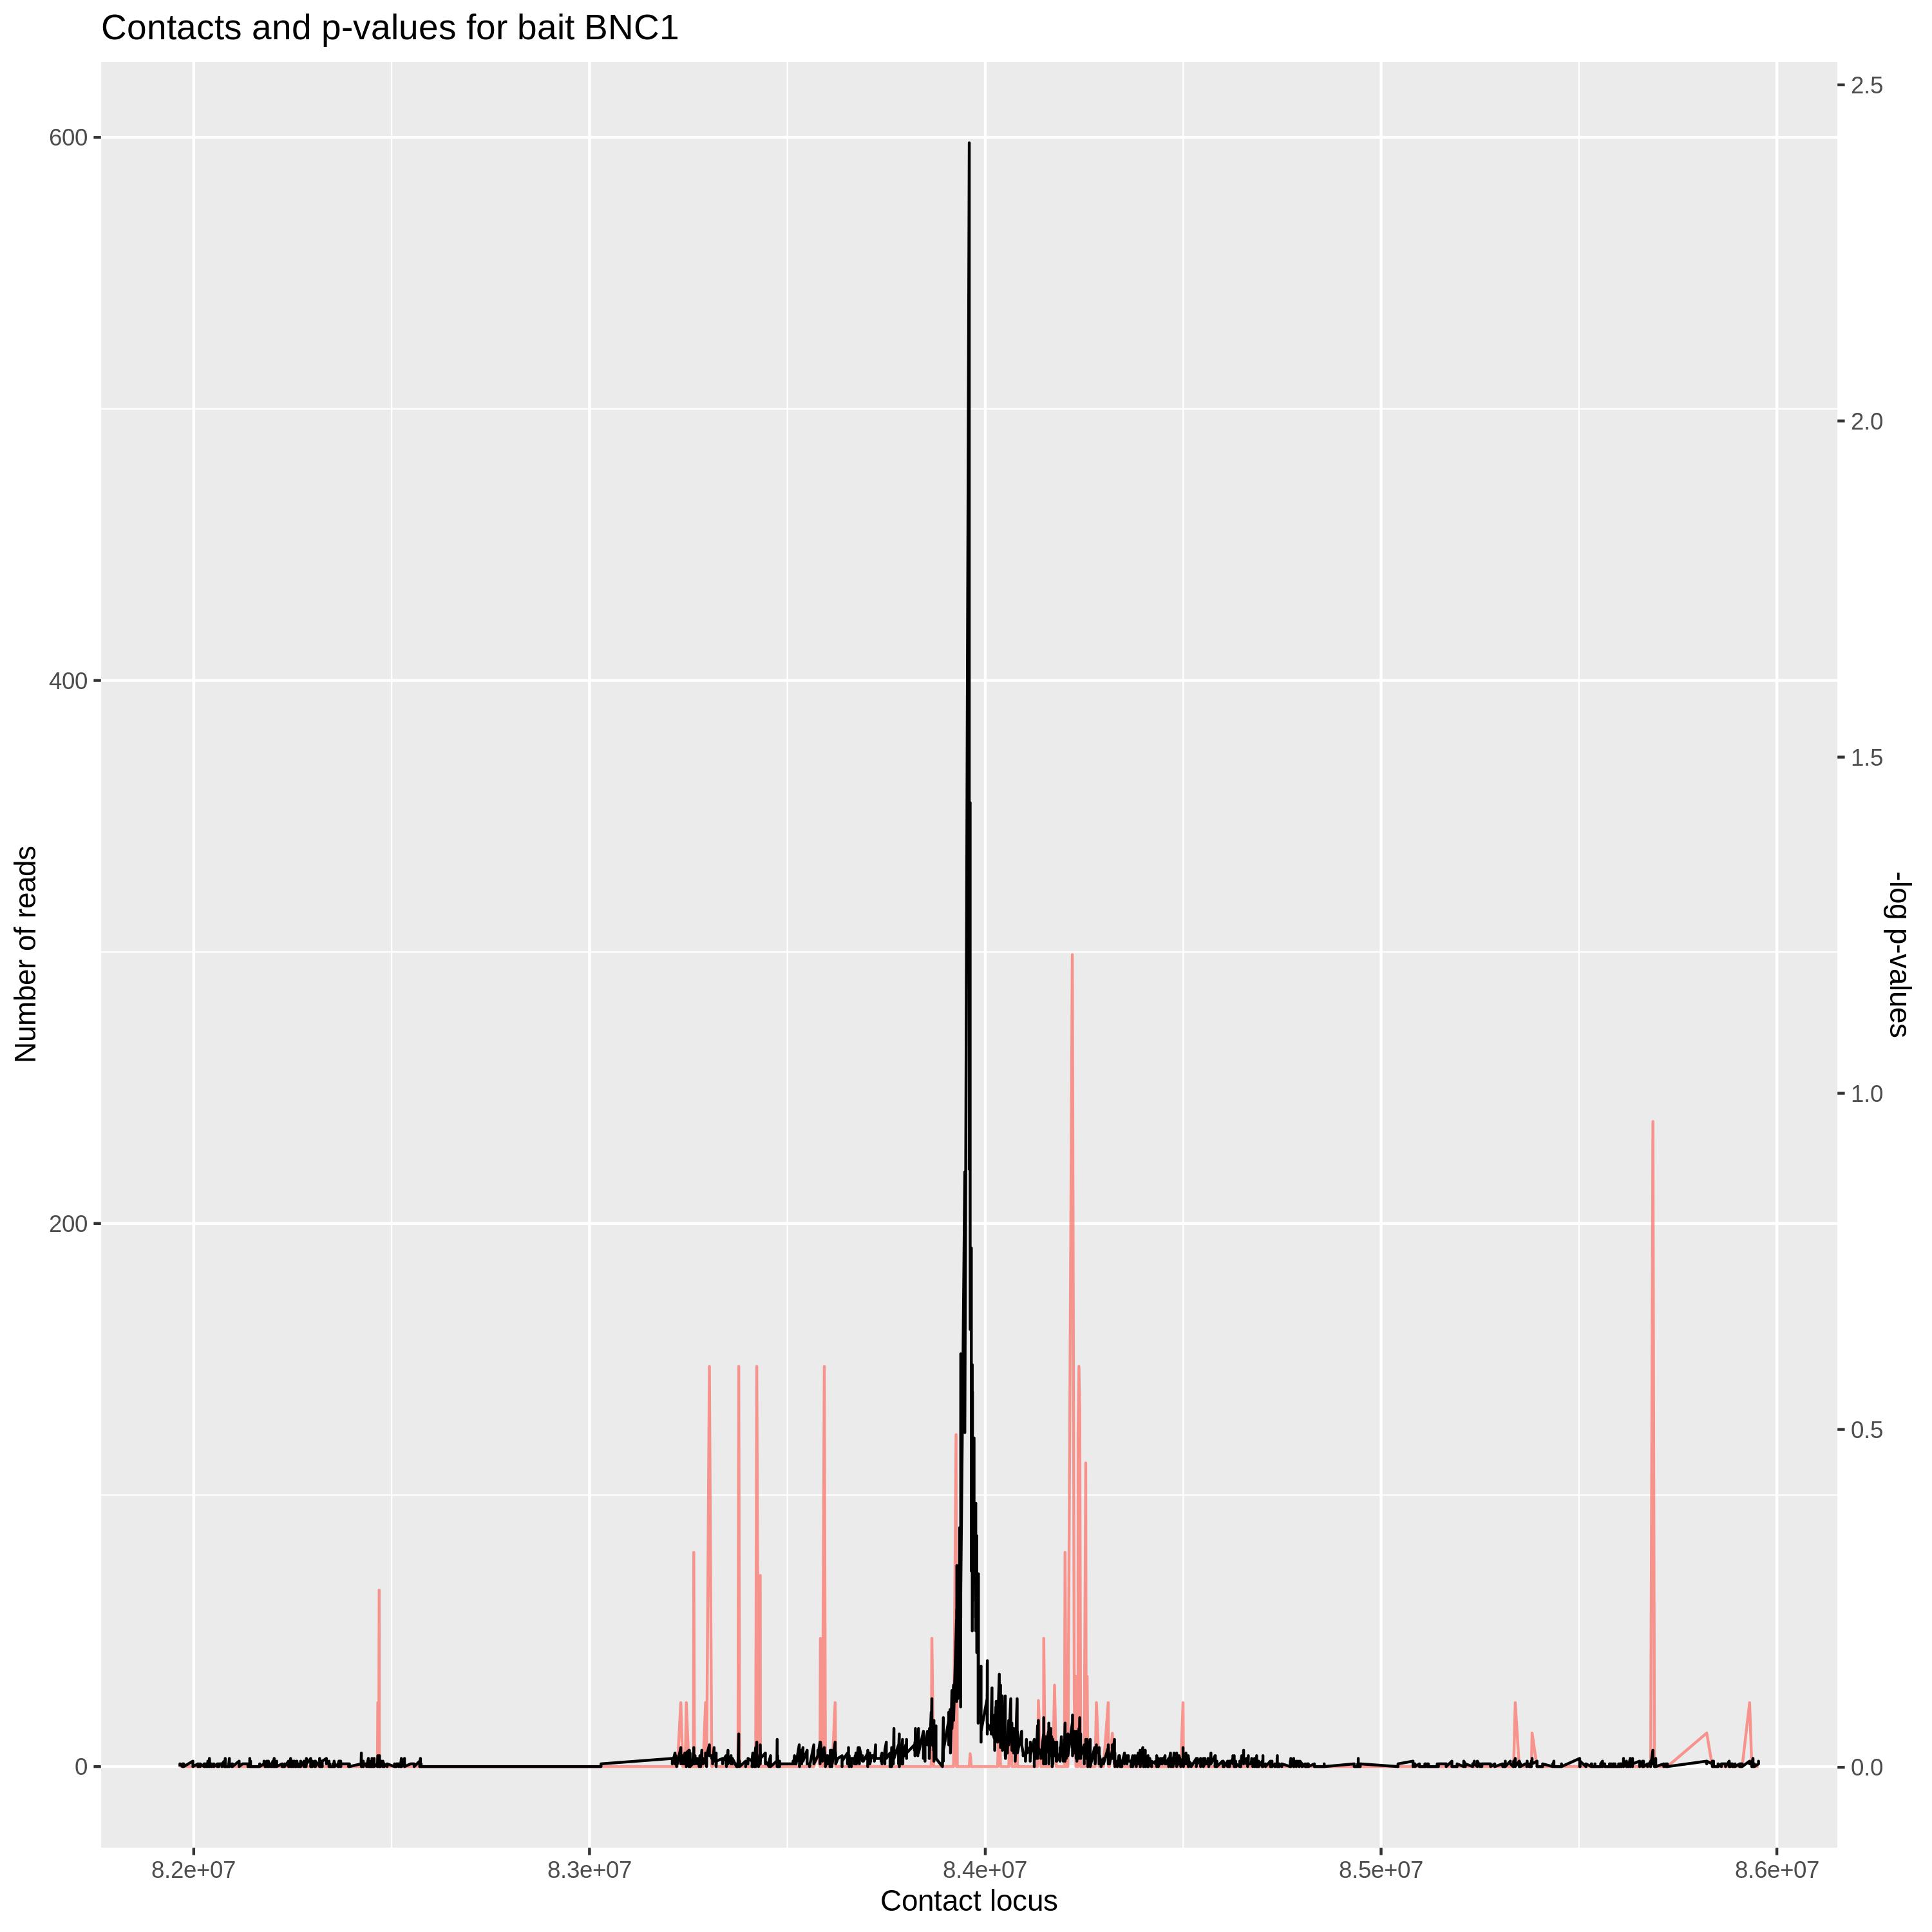 Contacts and p-values for bait BNC1
600
400
200
0
Number of reads
2.5
2.0
1.5
1.0
0.5
0.0
-log p-values
8.2e+07
8.3e+07
8.4e+07
8.5e+07
8.6e+07
Contact locus